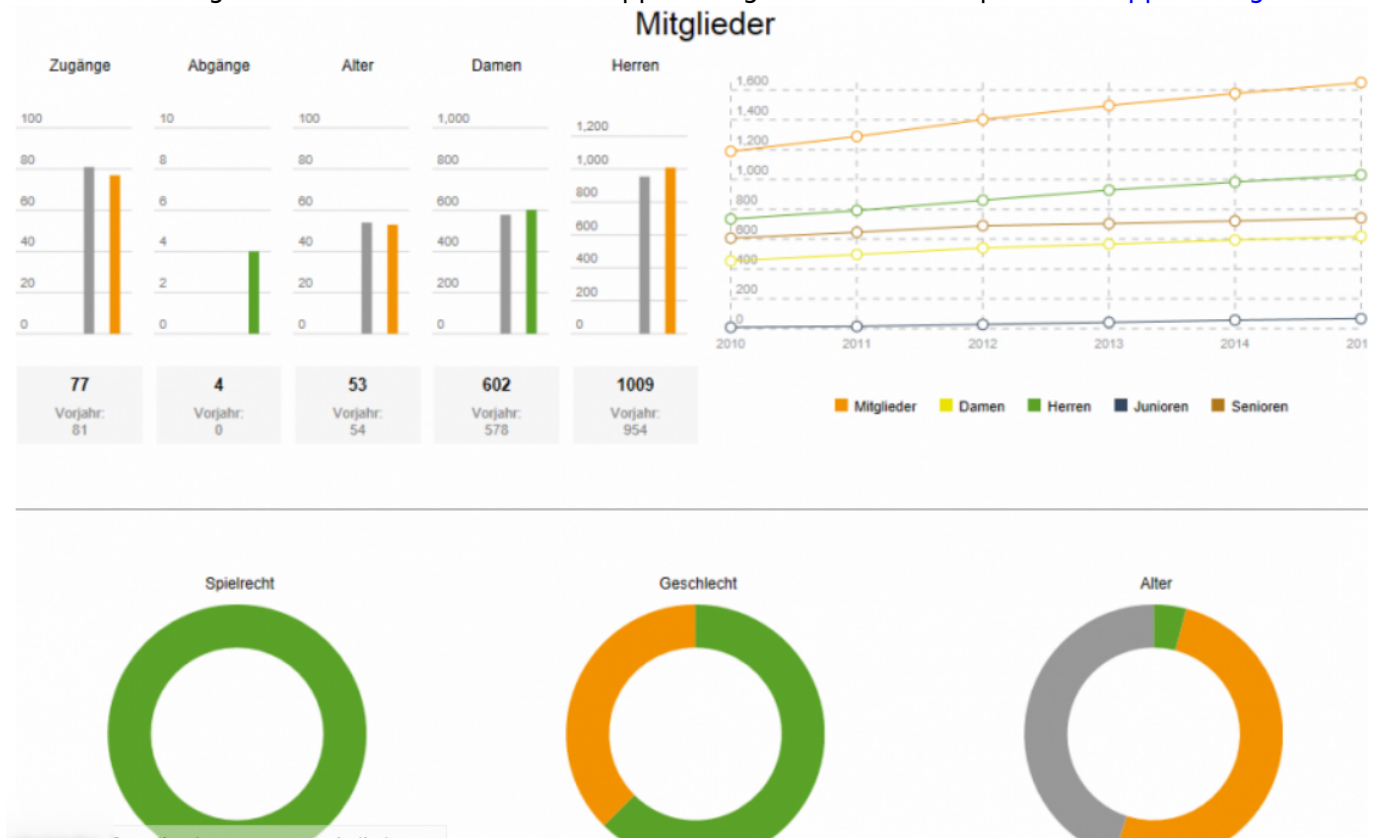 Mitglieder
Zugänge Abgänge Alter Damen Herren
100 10 100 1,000 1,200
80 8 80 800 1,000
60 6 60 600 800
40 4 40 400 600
20 2 20 200 400
0 0 0 0 200
0
77 4 53 602 1009
Vorjahr: Vorjahr: Vorjahr: Vorjahr: Vorjahr:
81 0 54 578 954
1,600
1,400
1,200
1,000
800
600
400
200
0
2010 2011 2012 2013 2014 201
Mitglieder Damen Herren Junioren Senioren
Spielrecht Geschlecht Alter